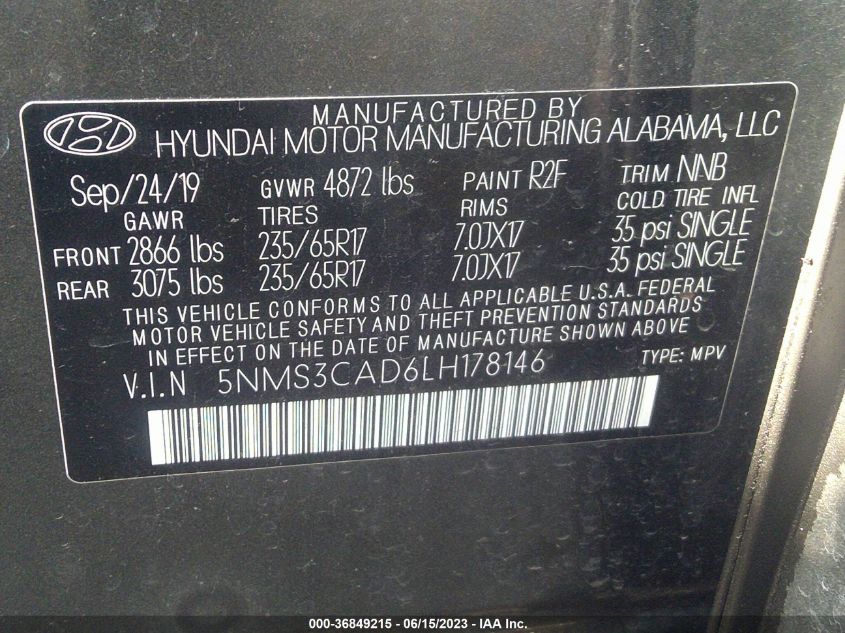 MANUFACTURED BY
HYUNDAI MOTOR MANUFACTURING ALABAMA, LLC
Sep/24/19 GVWR 4872 lbs PAINT R2F TRIM NNB
GAWR TIRES RIMS COLD TIRE INFL
FRONT 2866 lbs 235/65R17 7.0JX17 35 psi SINGLE
REAR 3075 lbs 235/65R17 7.0JX17 35 psi SINGLE
THIS VEHICLE CONFORMS TO ALL APPLICABLE U.S.A. FEDERAL
MOTOR VEHICLE SAFETY AND THEFT PREVENTION STANDARDS
IN EFFECT ON THE DATE OF MANUFACTURE SHOWN ABOVE
V.I.N 5NMS3CAD6LH178146 TYPE: MPV
000-36849215 - 06/15/2023 - IAA Inc.